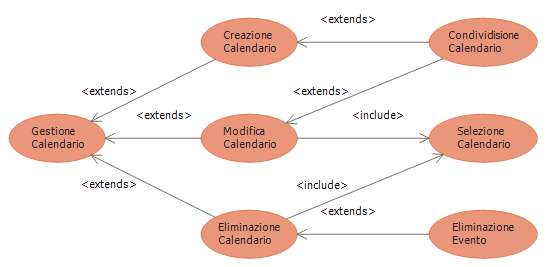 Creazione
Calendario
<extends>
Condividisione
Calendario
<extends>
<extends>
Gestione
Calendario
<extends>
Modifica
Calendario
<include>
Selezione
Calendario
<extends>
<include>
Eliminazione
Calendario
<extends>
Eliminazione
Evento